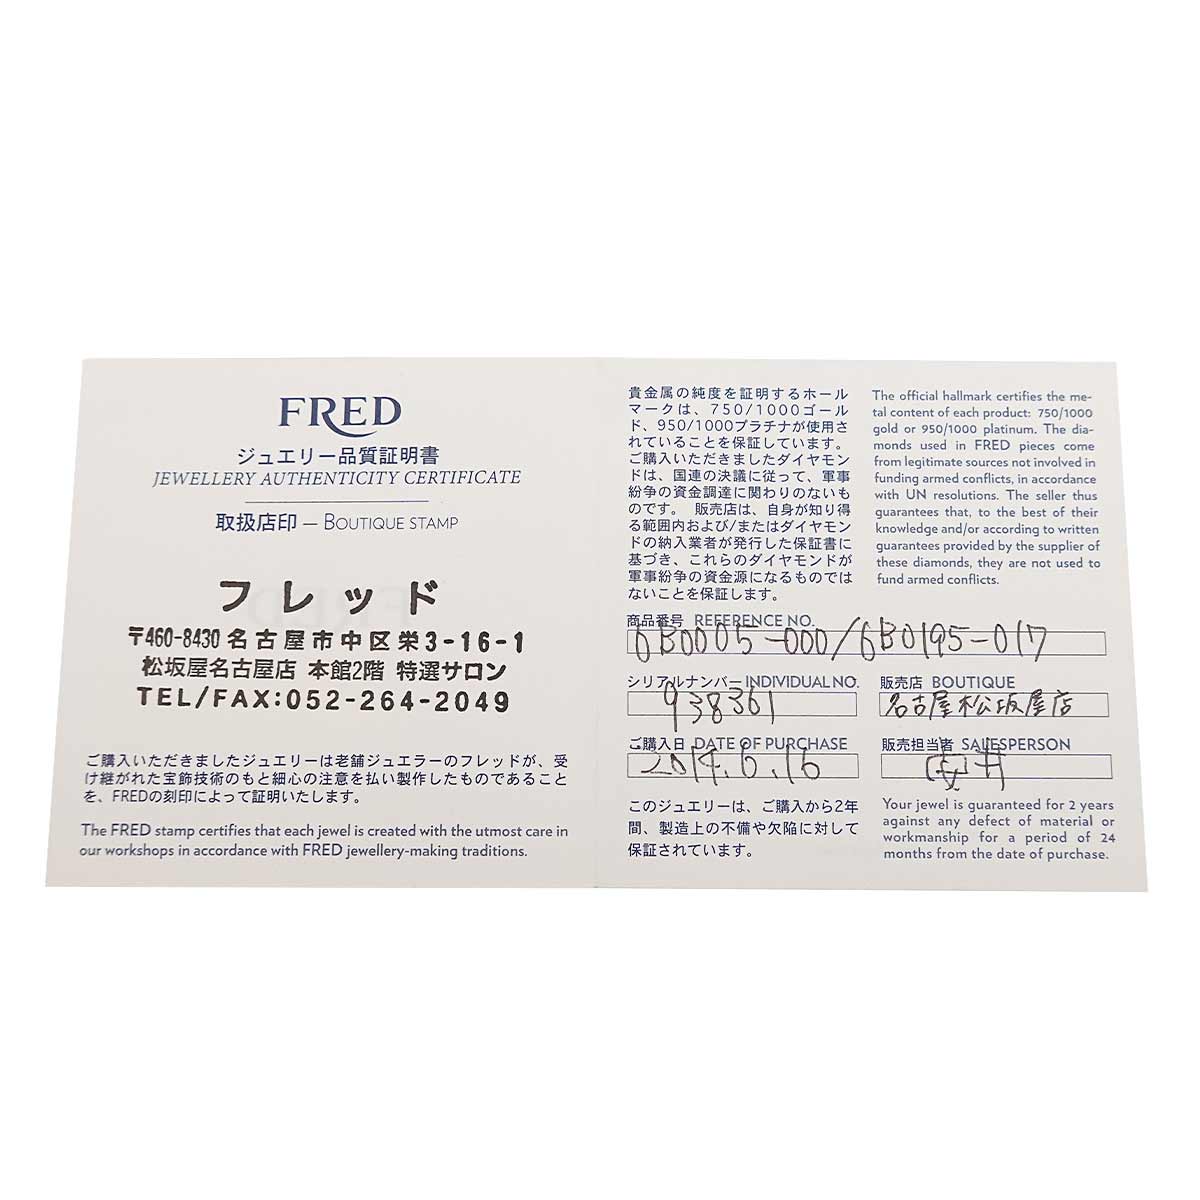 FRED
ジュエリー品質証明書
JEWELLERY AUTHENTICITY CERTIFICATE
取扱店印 — BOUTIQUE STAMP
フレッド
〒460-8430 名古屋市中区栄3-16-1
松坂屋名古屋店 本館2階 特選サロン
TEL/FAX:052-264-2049
ご購入いただきましたジュエリーは老舗ジュエラーのフレッドが、受
け継がれた宝飾技術のもと細心の注意を払い製作したものであること
を、FREDの刻印によって証明いたします。
The FRED stamp certifies that each jewel is created with the utmost care in
our workshops in accordance with FRED jewellery-making traditions.
貴金属の純度を証明するホール
マークは、750/1000ゴール
ド、950/1000プラチナが使用さ
れていることを保証しています。
ご購入いただきましたダイヤモン
ドは、国連の決議に従って、軍事
紛争の資金調達に関わりのないも
のです。 販売店は、自身が知り得
る範囲内および/またはダイヤモン
ドの納入業者が発行した保証書に
基づき、これらのダイヤモンドが
軍事紛争の資金源になるものでは
ないことを保証します。
The official hallmark certifies the me-
tal content of each product: 750/1000
gold or 950/1000 platinum. The dia-
monds used in FRED pieces come
from legitimate sources not involved in
funding armed conflicts, in accordance
with UN resolutions. The seller thus
guarantees that, to the best of their
knowledge and/or according to written
guarantees provided by the supplier of
these diamonds, they are not used to
fund armed conflicts.
商品番号 REFERENCE NO.
6B0005-000/6B0195-017
シリアルナンバー INDIVIDUAL NO.
938361
販売店 BOUTIQUE
名古屋松坂屋店
ご購入日 DATE OF PURCHASE
2019.6.16
販売担当者 SALESPERSON
このジュエリーは、ご購入から2年
間、製造上の不備や欠陥に対して
保証されています。
Your jewel is guaranteed for 2 years
against any defect of material or
workmanship for a period of 24
months from the date of purchase.